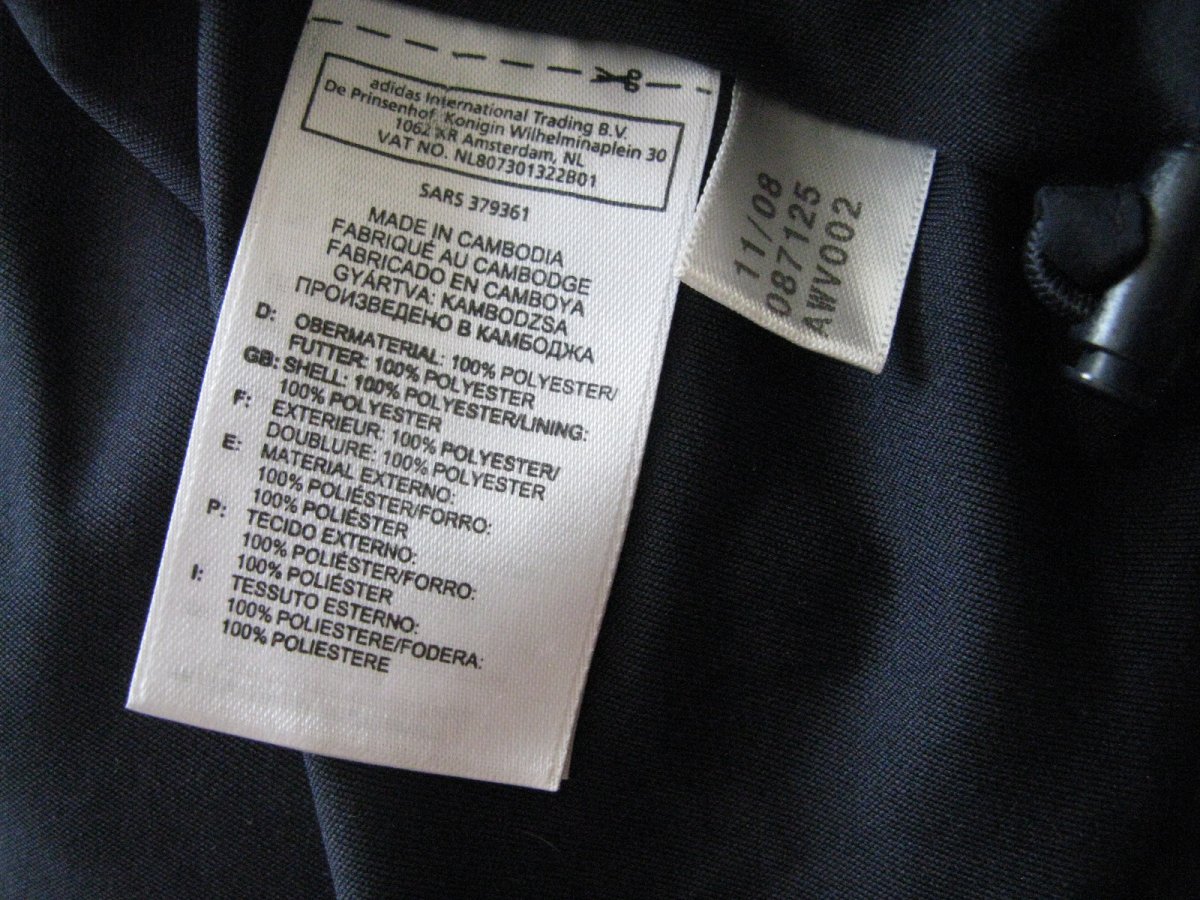 adidas International Trading B.V.
De Prinsenhof, Konigin Wilhelminaplein 30
1062 KR Amsterdam, NL
VAT NO. NL807301322B01
SARS 379361
MADE IN CAMBODIA
FABRIQUÉ AU CAMBODGE
FABRICADO EN CAMBOYA
GYÁRTVA: KAMBODZSA
ПРОИЗВЕДЕНО В КАМБОДЖА
D: OBERMATERIAL: 100% POLYESTER/
FUTTER: 100% POLYESTER
GB: SHELL: 100% POLYESTER/LINING:
100% POLYESTER
F: EXTERIEUR: 100% POLYESTER/
DOUBLURE: 100% POLYESTER
E: MATERIAL EXTERNO:
100% POLIÉSTER/FORRO:
100% POLIÉSTER
P: TECIDO EXTERNO:
100% POLIÉSTER/FORRO:
100% POLIÉSTER
I: TESSUTO ESTERNO:
100% POLIESTERE/FODERA:
100% POLIESTERE
11/08
087125
AWV002